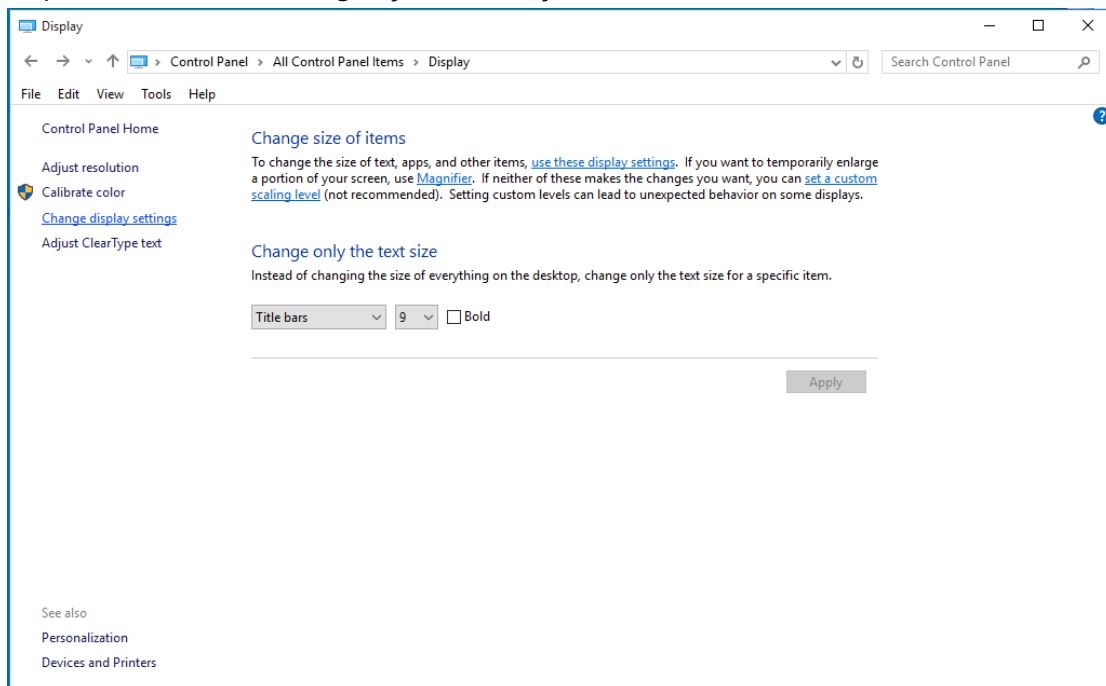 Display
Control Panel > All Control Panel Items > Display
Search Control Panel
File Edit View Tools Help
?
Control Panel Home
Adjust resolution
Calibrate color
Change display settings
Adjust ClearType text
Change size of items
To change the size of text, apps, and other items, use these display settings. If you want to temporarily enlarge
a portion of your screen, use Magnifier. If neither of these makes the changes you want, you can set a custom
scaling level (not recommended). Setting custom levels can lead to unexpected behavior on some displays.
Change only the text size
Instead of changing the size of everything on the desktop, change only the text size for a specific item.
Title bars 9 Bold
Apply
See also
Personalization
Devices and Printers